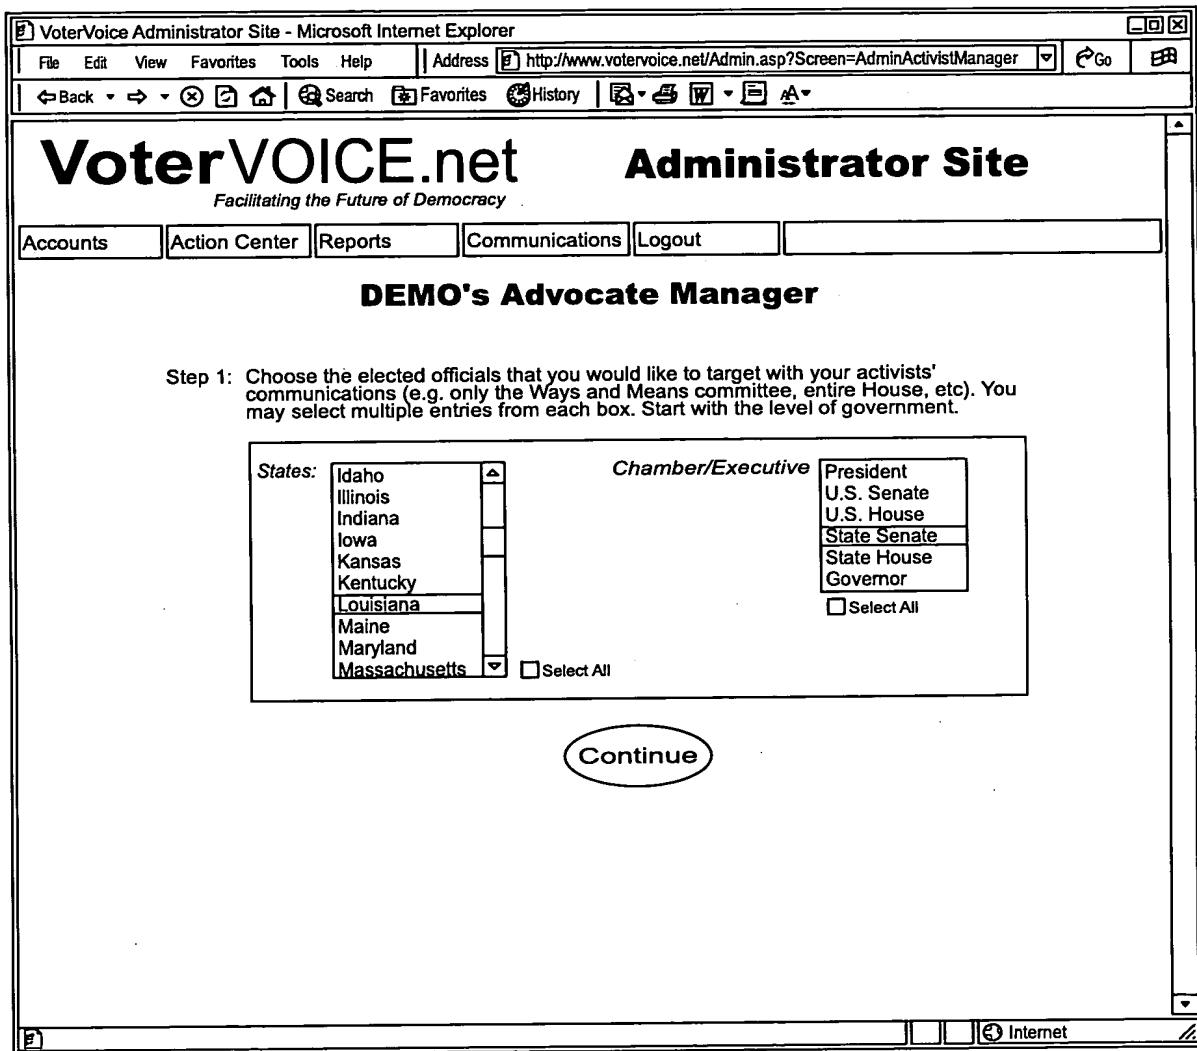 VoterVoice Administrator Site - Microsoft Internet Explorer
File Edit View Favorites Tools Help Address http://www.votervoice.net/Admin.asp?Screen=AdminActivistManager Go
Back Search Favorites History
VoterVOICE.net Administrator Site
Facilitating the Future of Democracy
Accounts Action Center Reports Communications Logout
DEMO's Advocate Manager
Step 1: Choose the elected officials that you would like to target with your activists'
communications (e.g. only the Ways and Means committee, entire House, etc). You
may select multiple entries from each box. Start with the level of government.
States:
Idaho
Illinois
Indiana
Iowa
Kansas
Kentucky
Louisiana
Maine
Maryland
Massachusetts
Select All
Chamber/Executive
President
U.S. Senate
U.S. House
State Senate
State House
Governor
Select All
Continue
Internet